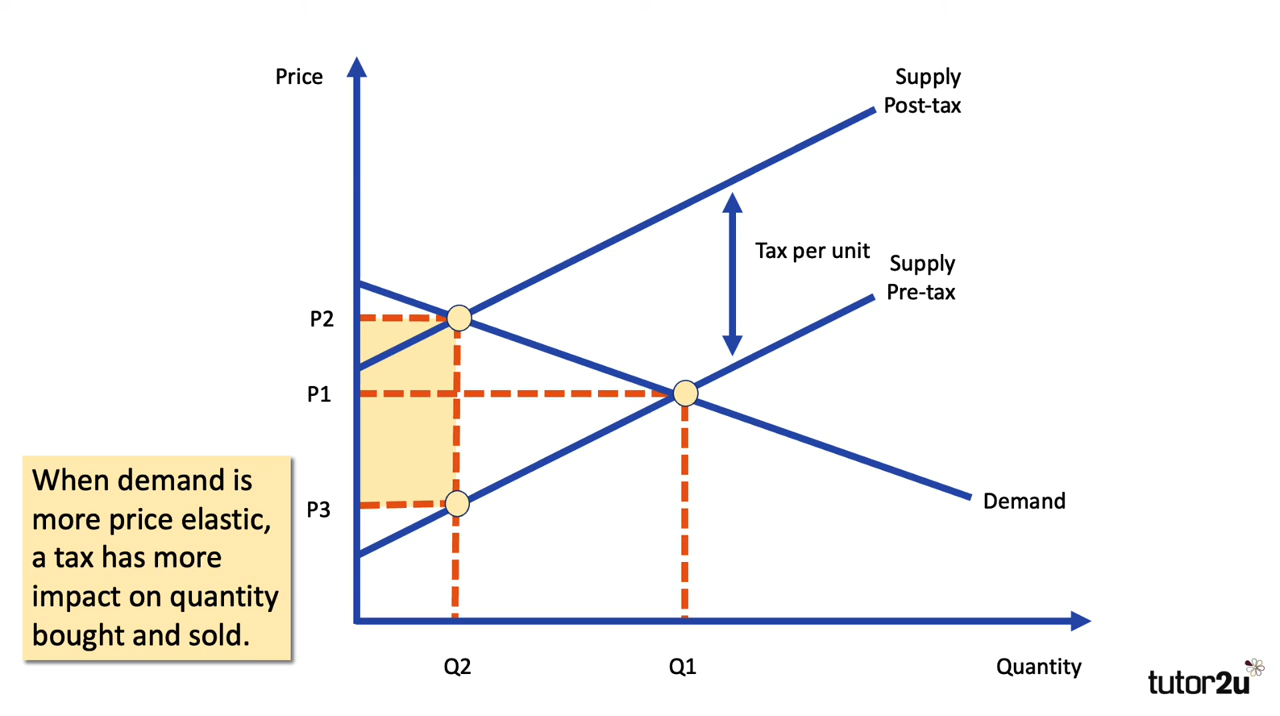 Price
Supply
Post-tax
Tax per unit
Supply
Pre-tax
P2
P1
P3
When demand is
more price elastic,
a tax has more
impact on quantity
bought and sold.
Demand
Q2
Q1
Quantity
tutor2u